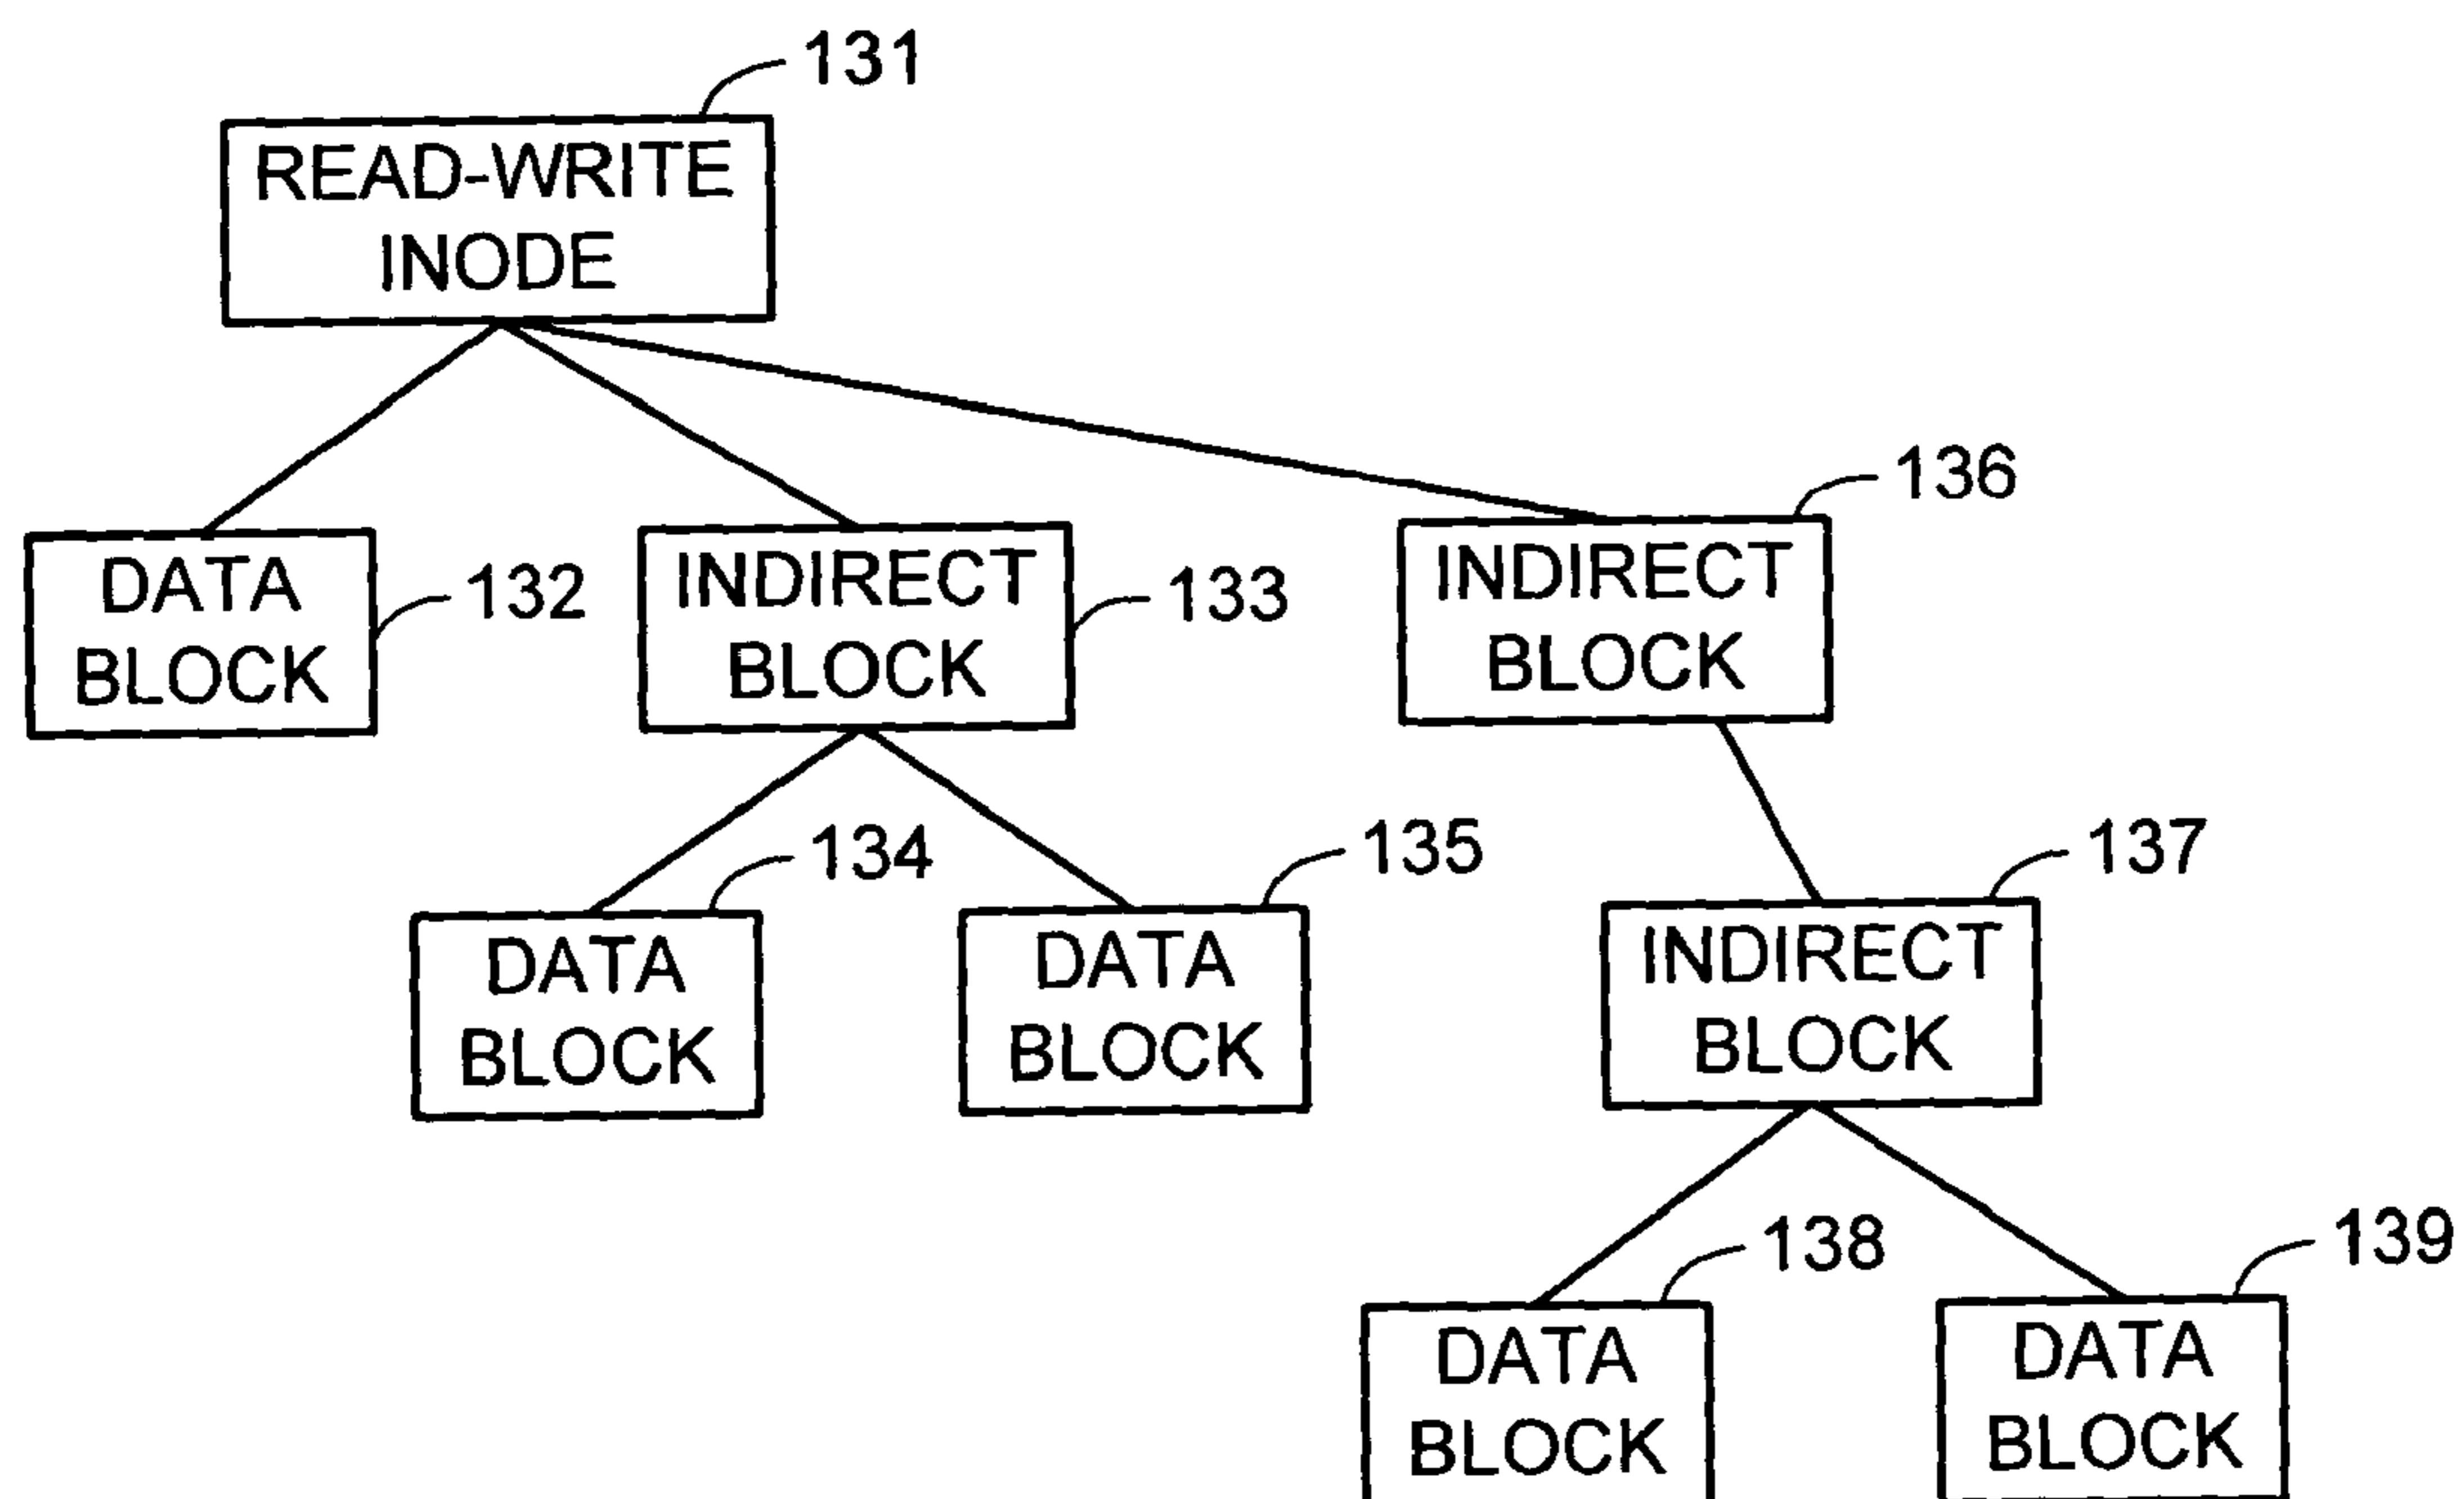 131
READ-WRITE
INODE
136
DATA
BLOCK
132
INDIRECT
BLOCK
133
INDIRECT
BLOCK
134
135
137
DATA
BLOCK
DATA
BLOCK
INDIRECT
BLOCK
138
139
DATA
BLOCK
DATA
BLOCK